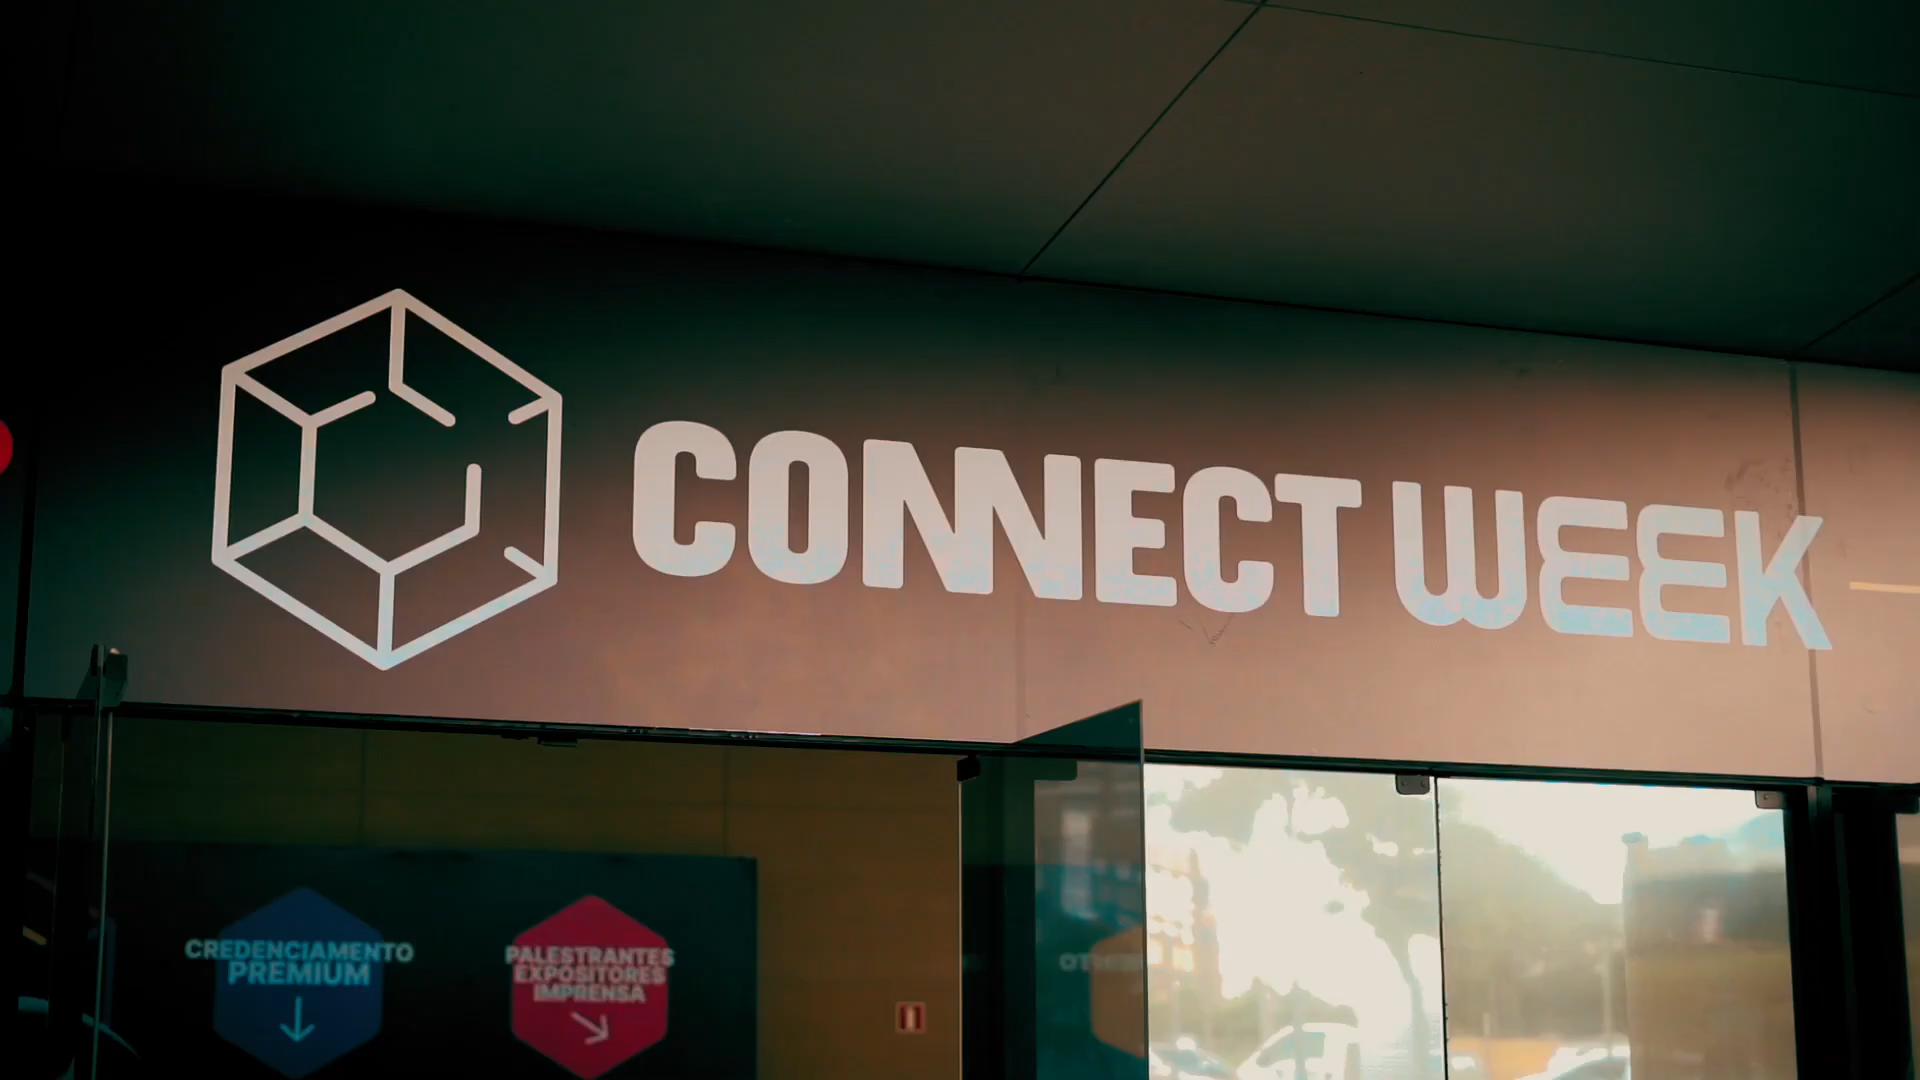 CONNECT WEEK
CREDENCIAMENTO
PREMIUM
PALESTRANTES
EXPOSITORES
IMPRENSA